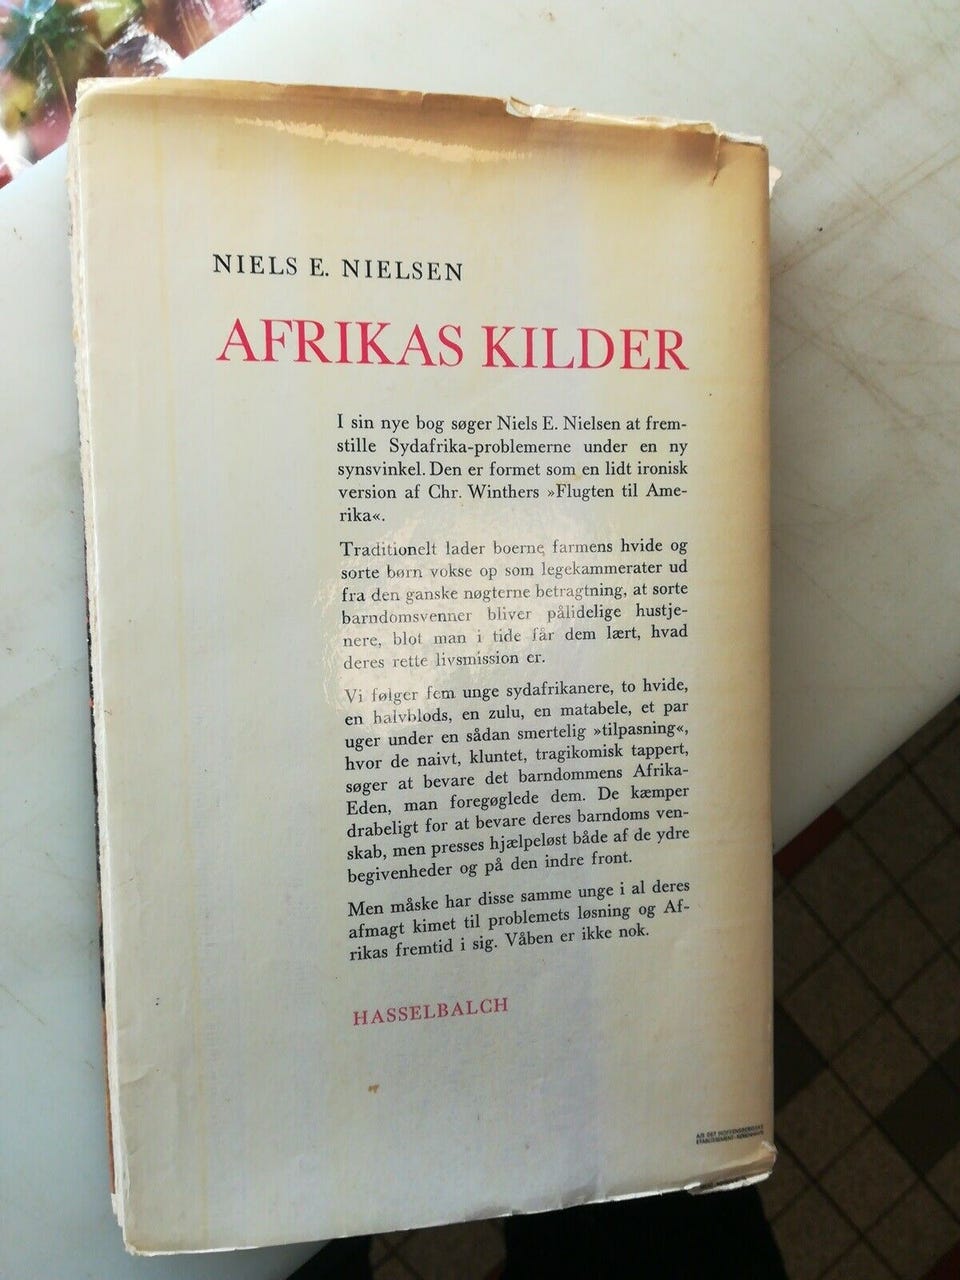 NIELS E. NIELSEN
AFRIKAS KILDER
I sin nye bog søger Niels E. Nielsen at frem-
stille Sydafrika-problemerne under en ny
synsvinkel. Den er formet som en lidt ironisk
version af Chr. Winthers »Flugten til Ame-
rika«.
Traditionelt lader boerne farmens hvide og
sorte børn vokse op som legekammerater ud
fra den ganske nøgterne betragtning, at sorte
barndomsvenner bliver pålidelige hustje-
nere, blot man i tide får dem lært, hvad
deres rette livsmission er.
Vi følger fem unge sydafrikanere, to hvide,
en halvblods, en zulu, en matabele, et par
uger under en sådan smertelig »tilpasning«,
hvor de naivt, kluntet, tragikomisk tappert,
søger at bevare det barndommens Afrika-
Eden, man foregøglede dem. De kæmper
drabeligt for at bevare deres barndoms ven-
skab, men presses hjælpeløst både af de ydre
begivenheder og på den indre front.
Men måske har disse samme unge i al deres
afmagt kimet til problemets løsning og Af-
rikas fremtid i sig. Våben er ikke nok.
HASSELBALCH
A/S DET HOFFENSBERGSKE
ETABLISSEMENT - KØBENHAVN